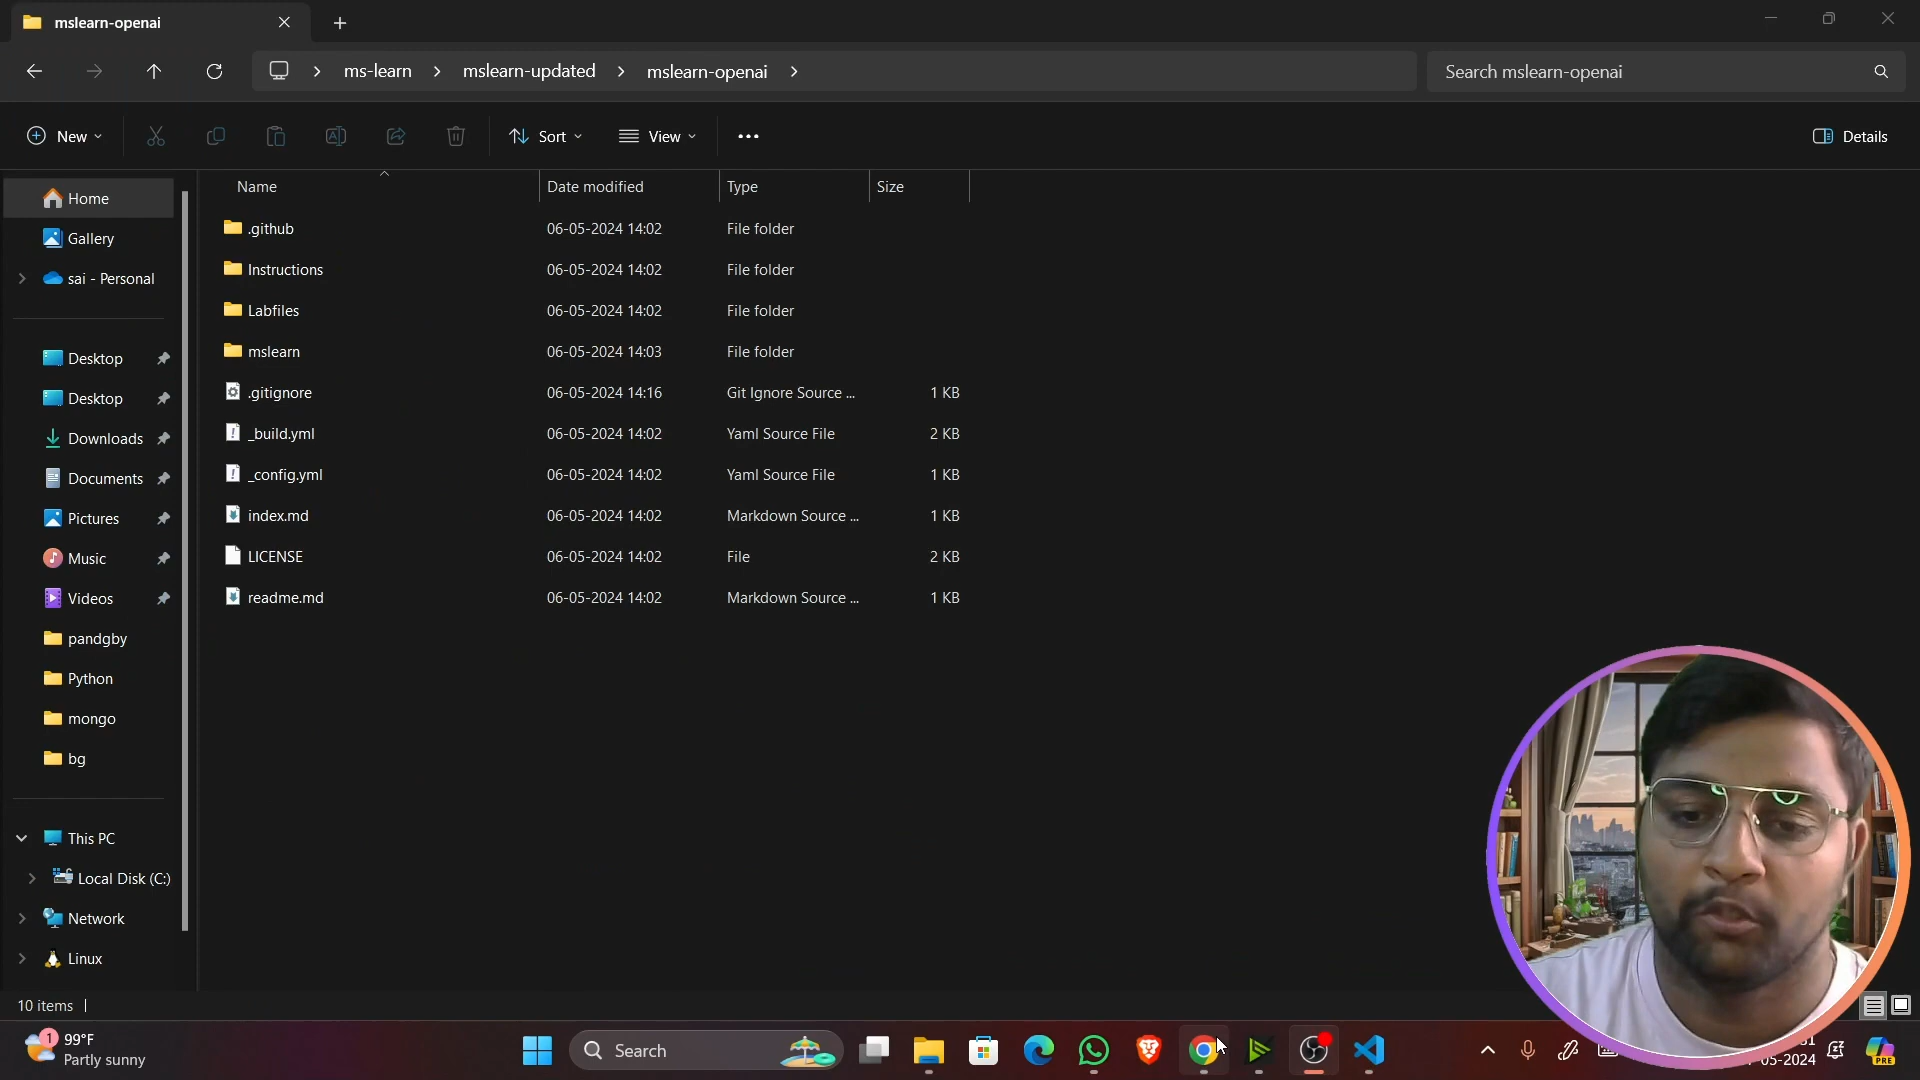 mslearn-openai
ms-learn > mslearn-updated > mslearn-openai >
Search mslearn-openai
New
Sort
View
Details
Name Date modified Type Size
.github 06-05-2024 14:02 File folder
Instructions 06-05-2024 14:02 File folder
Labfiles 06-05-2024 14:02 File folder
mslearn 06-05-2024 14:03 File folder
.gitignore 06-05-2024 14:16 Git Ignore Source ... 1 KB
_build.yml 06-05-2024 14:02 Yaml Source File 2 KB
_config.yml 06-05-2024 14:02 Yaml Source File 1 KB
index.md 06-05-2024 14:02 Markdown Source ... 1 KB
LICENSE 06-05-2024 14:02 File 2 KB
readme.md 06-05-2024 14:02 Markdown Source ... 1 KB
Home
Gallery
sai - Personal
Desktop
Desktop
Downloads
Documents
Pictures
Music
Videos
pandgby
Python
mongo
bg
This PC
Local Disk (C:)
Network
Linux
10 items
1
99°F
Partly sunny
Search
05-2024
PRE